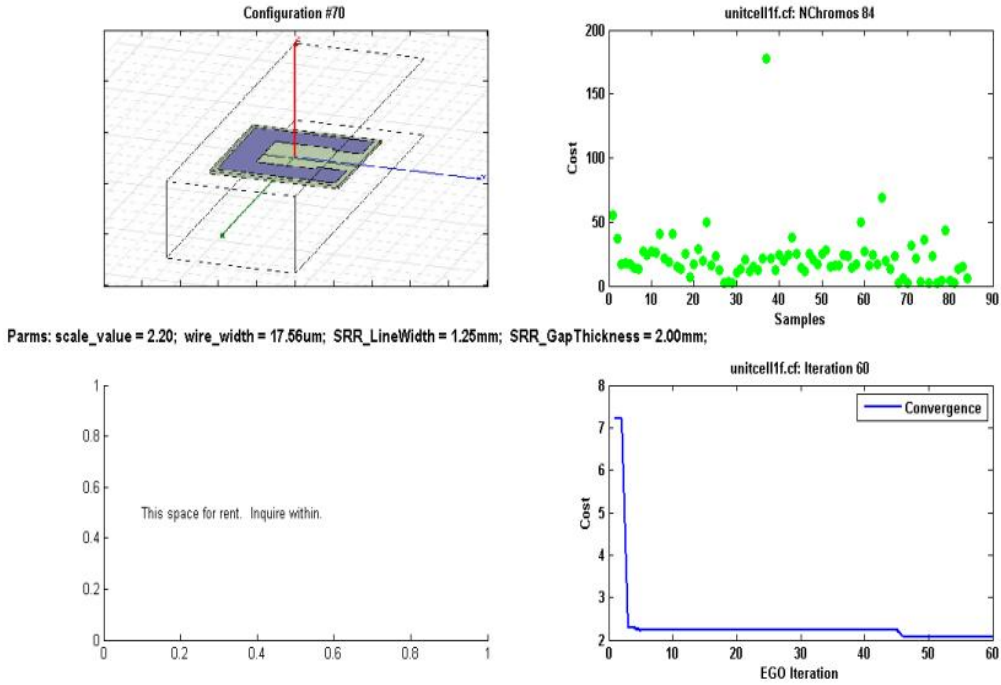 Configuration #70
unitcell1f.cf: NChromos 84
200
150
100
50
0
Cost
0 10 20 30 40 50 60 70 80 90
Samples
Parms: scale_value = 2.20; wire_width = 17.56um; SRR_LineWidth = 1.25mm; SRR_GapThickness = 2.00mm;
1
0.8
0.6
0.4
0.2
0
This space for rent. Inquire within.
0 0.2 0.4 0.6 0.8 1
unitcell1f.cf: Iteration 60
Convergence
8
7
6
5
4
3
2
Cost
0 10 20 30 40 50 60
EGO Iteration